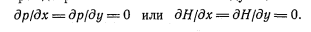 ∂p/∂x = ∂p/∂y = 0 или ∂H/∂x = ∂H/∂y = 0.